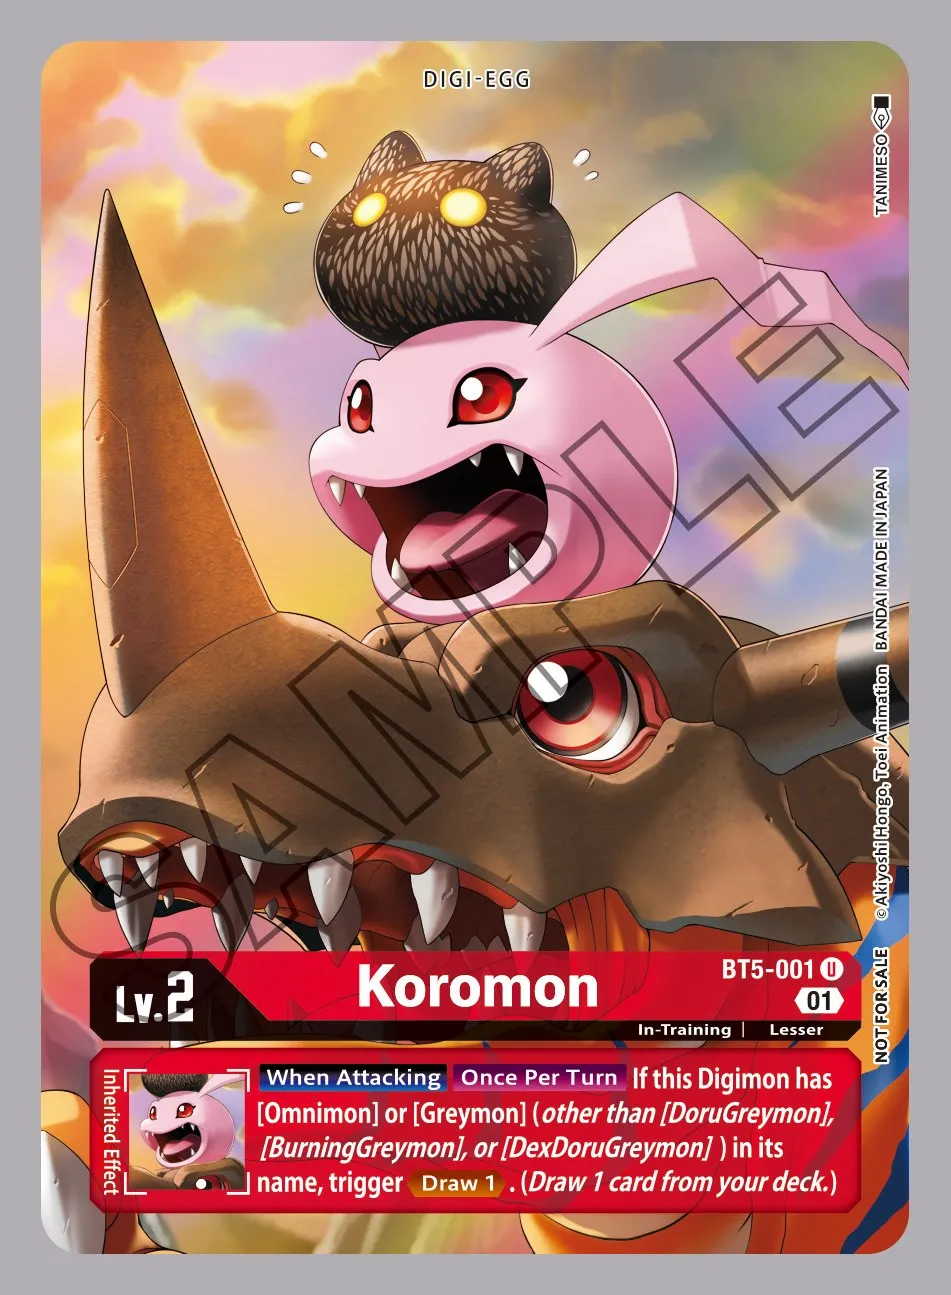 DIGI-EGG
TANIMESO
SAMPLE
BANDAI MADE IN JAPAN
©Akiyoshi Hongo, Toei Animation
NOT FOR SALE
Lv.2
Koromon
BT5-001 U
01
In-Training | Lesser
Inherited Effect
When Attacking Once Per Turn If this Digimon has
[Omnimon] or [Greymon] (other than [DoruGreymon],
[BurningGreymon], or [DexDoruGreymon] ) in its
name, trigger Draw 1 . (Draw 1 card from your deck.)